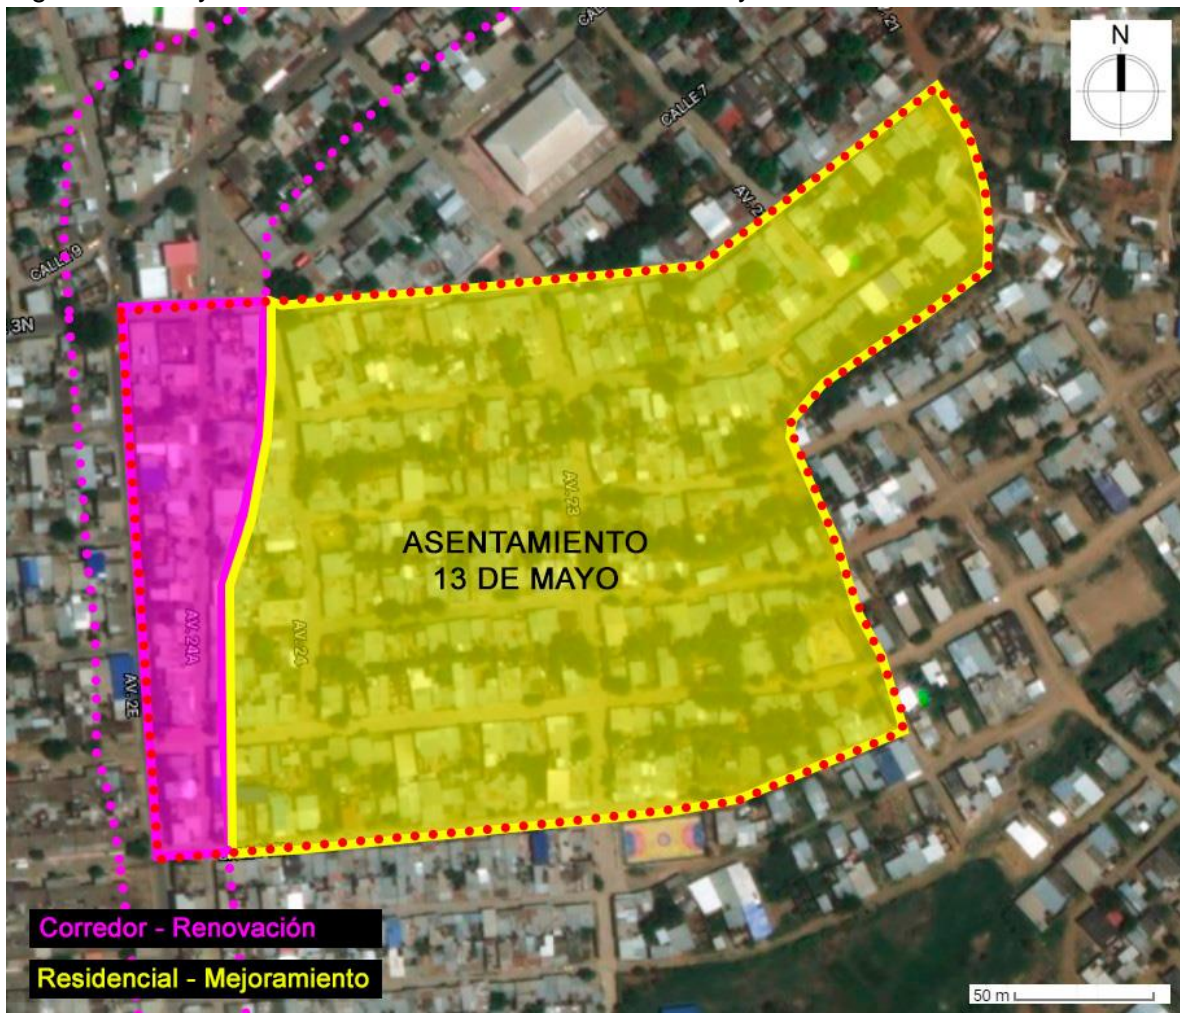 N
CALLE 7
AV. 2
CALLE 9
3N
AV. 23
ASENTAMIENTO
13 DE MAYO
AV. 24A
AV. 24
AV. 2E
Corredor - Renovación
Residencial - Mejoramiento
50 m